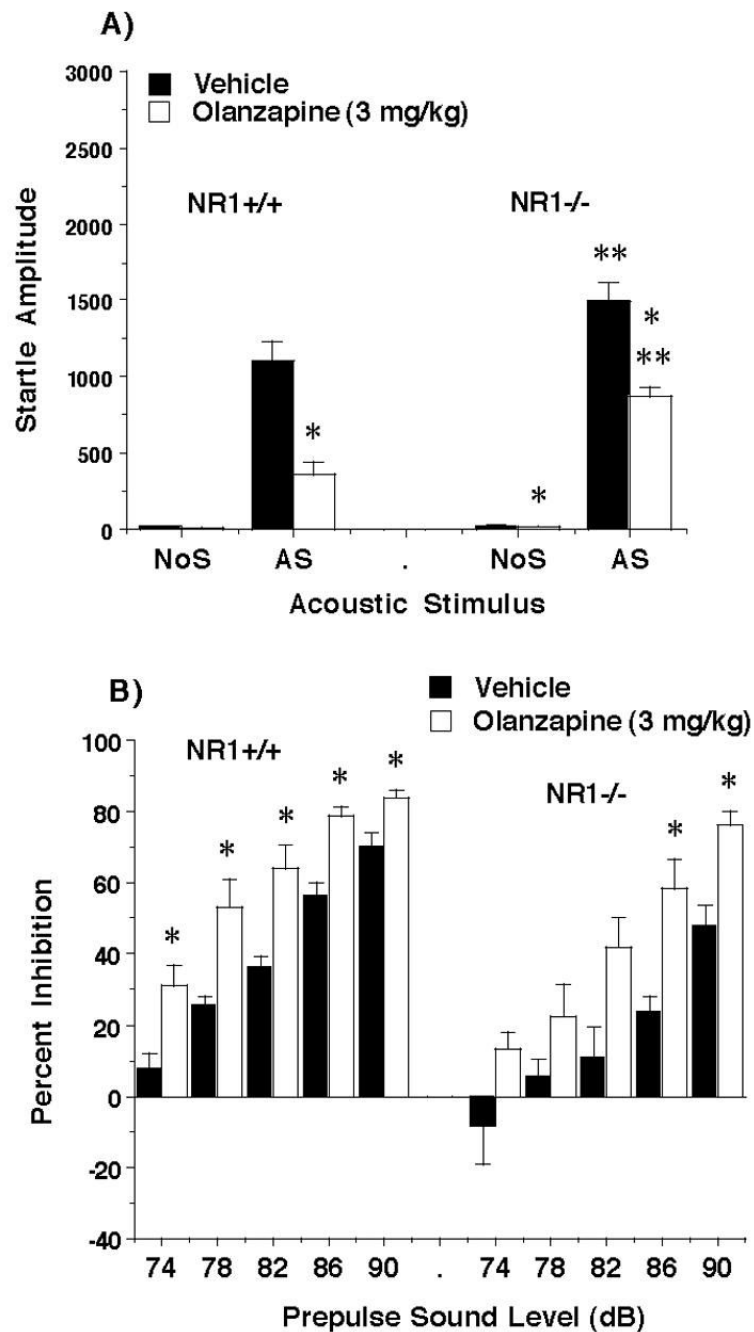 A)
Vehicle
Olanzapine (3 mg/kg)
3000
2500
2000
1500
1000
500
0
Startle Amplitude
NR1+/+
NR1-/-
**
*
**
*
*
NoS
AS
.
NoS
AS
Acoustic Stimulus
B)
Vehicle
Olanzapine (3 mg/kg)
100
80
60
40
20
0
-20
-40
Percent Inhibition
NR1+/+
NR1-/-
*
*
*
*
*
*
*
74
78
82
86
90
.
74
78
82
86
90
Prepulse Sound Level (dB)